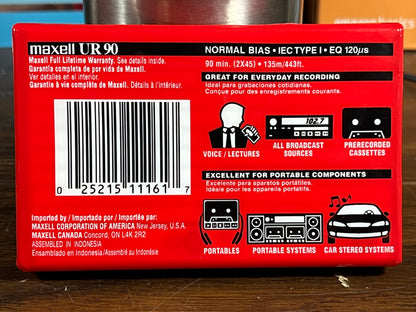 maxell UR 90
Maxell Full Lifetime Warranty. See details inside.
Garantía completa de por vida de Maxell.
Ver detalles en el interior.
Garantie à vie complète de Maxell. Détails à l'intérieur.
0 25215 11161 7
Imported by / Importado por / Importée par:
MAXELL CORPORATION OF AMERICA New Jersey, U.S.A.
MAXELL CANADA Concord, ON L4K 2R2
ASSEMBLED IN INDONESIA
Ensamblado en Indonesia / Assemblé au Indonésie
NORMAL BIAS • IEC TYPE I • EQ 120µs
90 min. (2X45) • 135m/443ft.
GREAT FOR EVERYDAY RECORDING
Ideal para grabaciones cotidianas.
Conçue pour des enregistrements courants.
102.7
VOICE / LECTURES
ALL BROADCAST
SOURCES
PRERECORDED
CASSETTES
EXCELLENT FOR PORTABLE COMPONENTS
Excelente para aparatos portátiles.
Idéale pour les appareils portatifs.
PORTABLES
PORTABLE SYSTEMS
CAR STEREO SYSTEMS